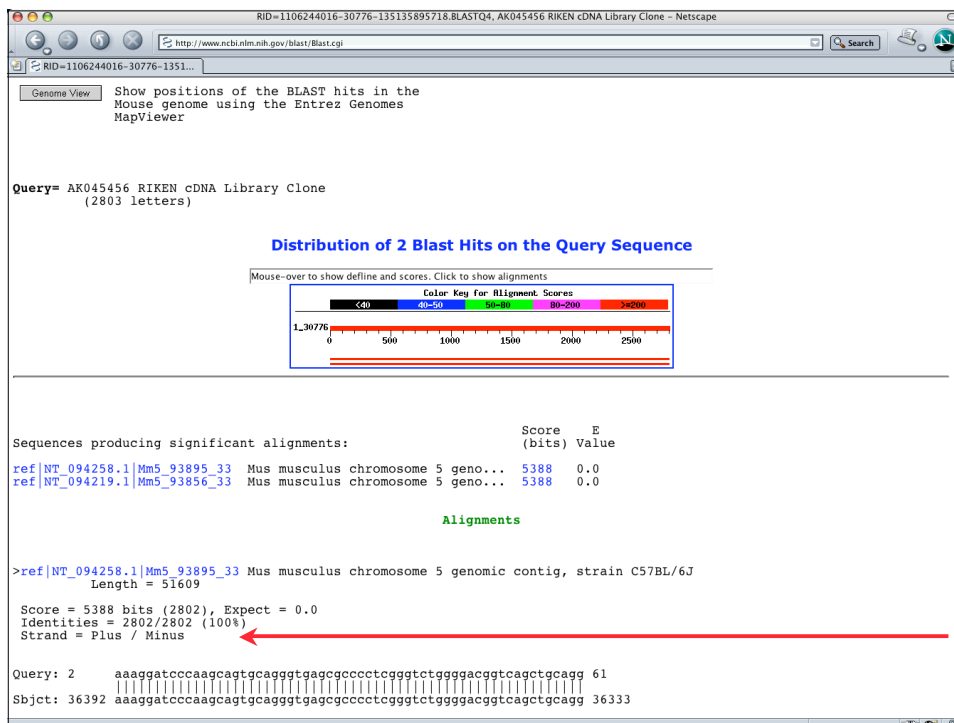 RID=1106244016-30776-135135895718.BLASTQ4, AK045456 RIKEN cDNA Library Clone - Netscape
http://www.ncbi.nlm.nih.gov/blast/Blast.cgi
Search
N
RID=1106244016-30776-1351...
Genome View Show positions of the BLAST hits in the
Mouse genome using the Entrez Genomes
MapViewer
Query= AK045456 RIKEN cDNA Library Clone
(2803 letters)
Distribution of 2 Blast Hits on the Query Sequence
Mouse-over to show defline and scores. Click to show alignments
Color Key for Alignment Scores
<40 40-50 50-80 80-200 >=200
1_30776
0 500 1000 1500 2000 2500
Score E
Sequences producing significant alignments: (bits) Value
ref|NT_094258.1|Mm5_93895_33 Mus musculus chromosome 5 geno... 5388 0.0
ref|NT_094219.1|Mm5_93856_33 Mus musculus chromosome 5 geno... 5388 0.0
Alignments
>ref|NT_094258.1|Mm5_93895_33 Mus musculus chromosome 5 genomic contig, strain C57BL/6J
Length = 51609
Score = 5388 bits (2802), Expect = 0.0
Identities = 2802/2802 (100%)
Strand = Plus / Minus
Query: 2 aaaggatcccaagcagtgcagggtgagcgcccctcgggtctggggacggtcagctgcagg 61
||||||||||||||||||||||||||||||||||||||||||||||||||||||||||||
Sbjct: 36392 aaaggatcccaagcagtgcagggtgagcgcccctcgggtctggggacggtcagctgcagg 36333